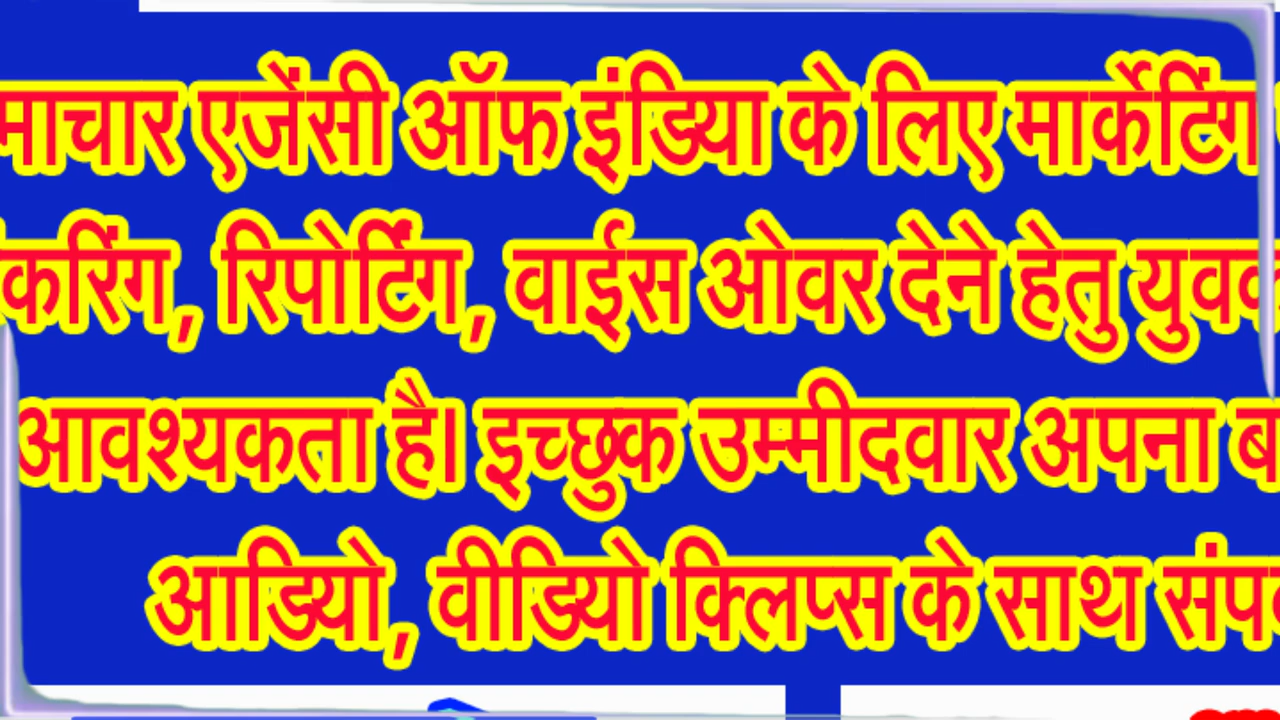 माचार एजेंसी ऑफ इंडिया के लिए मार्केटिंग
करिंग, रिपोर्टिंग, वाईस ओवर देने हेतु युवक
आवश्यकता है। इच्छुक उम्मीदवार अपना
आडियो, वीडियो क्लिप्स के साथ